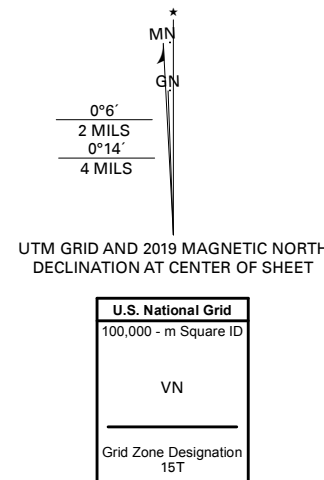 ★
MN
GN
0°6´
2 MILS
0°14´
4 MILS
UTM GRID AND 2019 MAGNETIC NORTH
DECLINATION AT CENTER OF SHEET
U.S. National Grid
100,000 - m Square ID
VN
Grid Zone Designation
15T